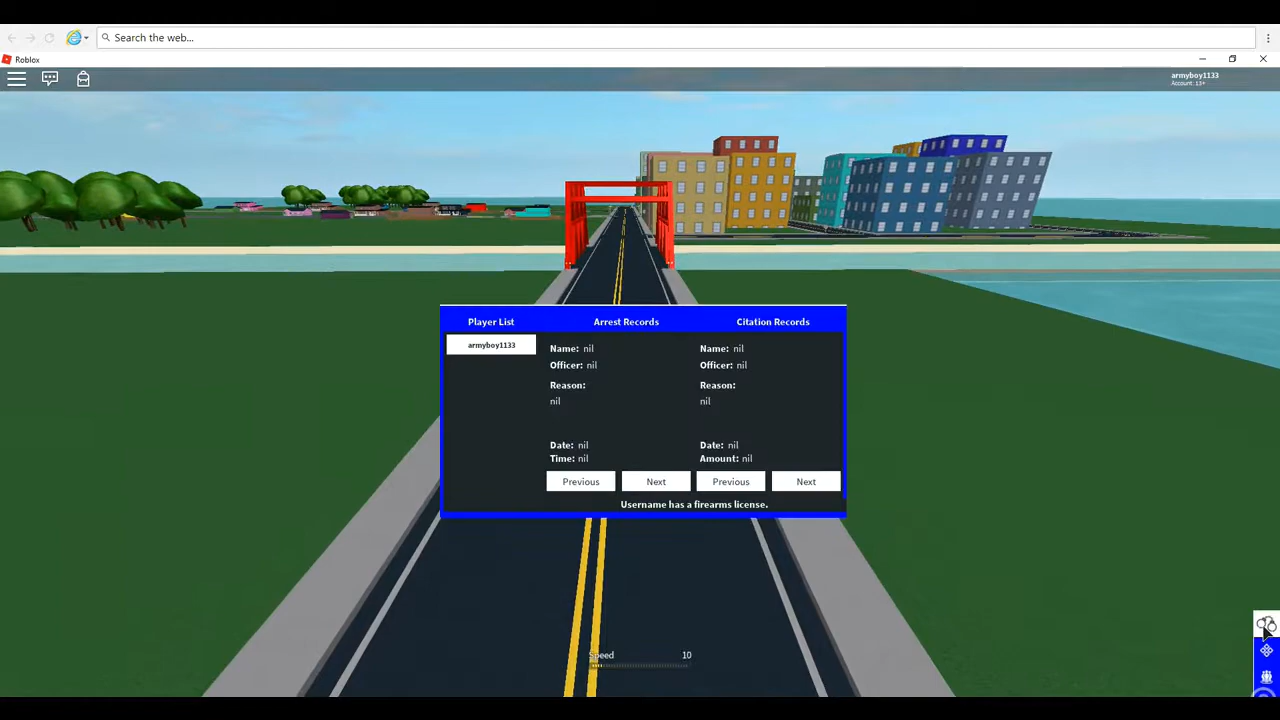 Search the web...
Roblox
armyboy1133
Account: 13+
Player List Arrest Records Citation Records
armyboy1133
Name: nil Name: nil
Officer: nil Officer: nil
Reason: Reason:
nil nil
Date: nil Date: nil
Time: nil Amount: nil
Previous Next Previous Next
Username has a firearms license.
Speed 10